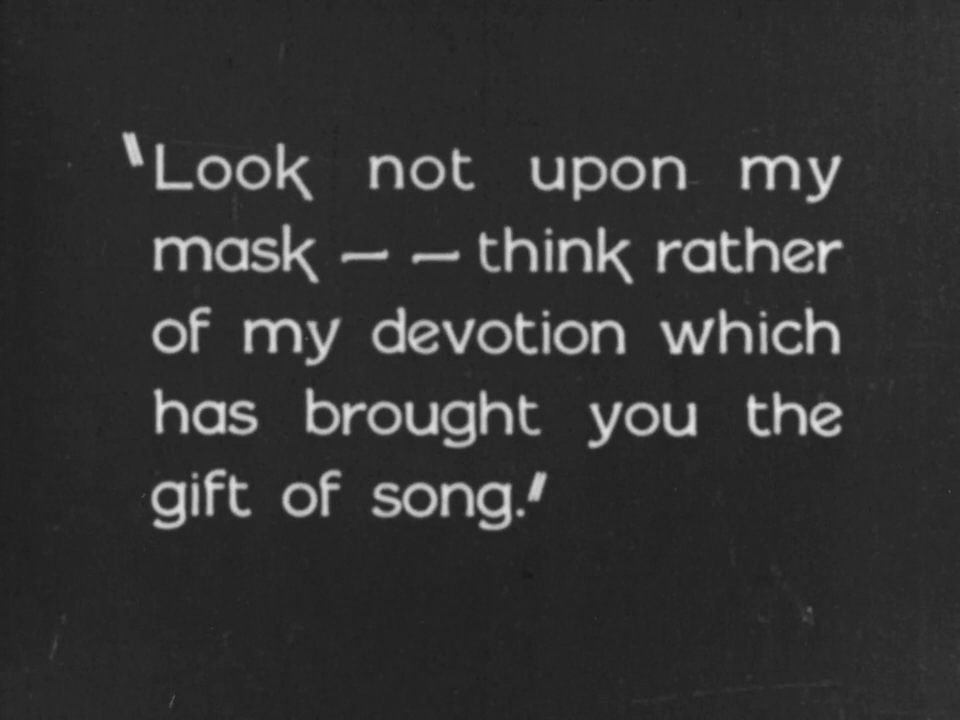 "Look not upon my
mask — — think rather
of my devotion which
has brought you the
gift of song."